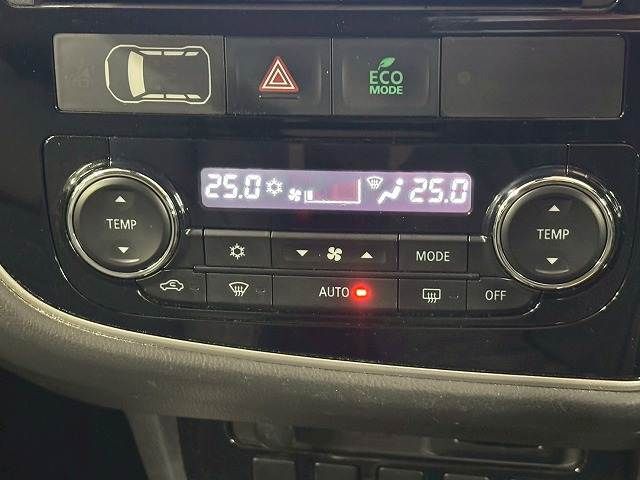 ECO
MODE
25.0 25.0
TEMP
TEMP
MODE
AUTO
OFF